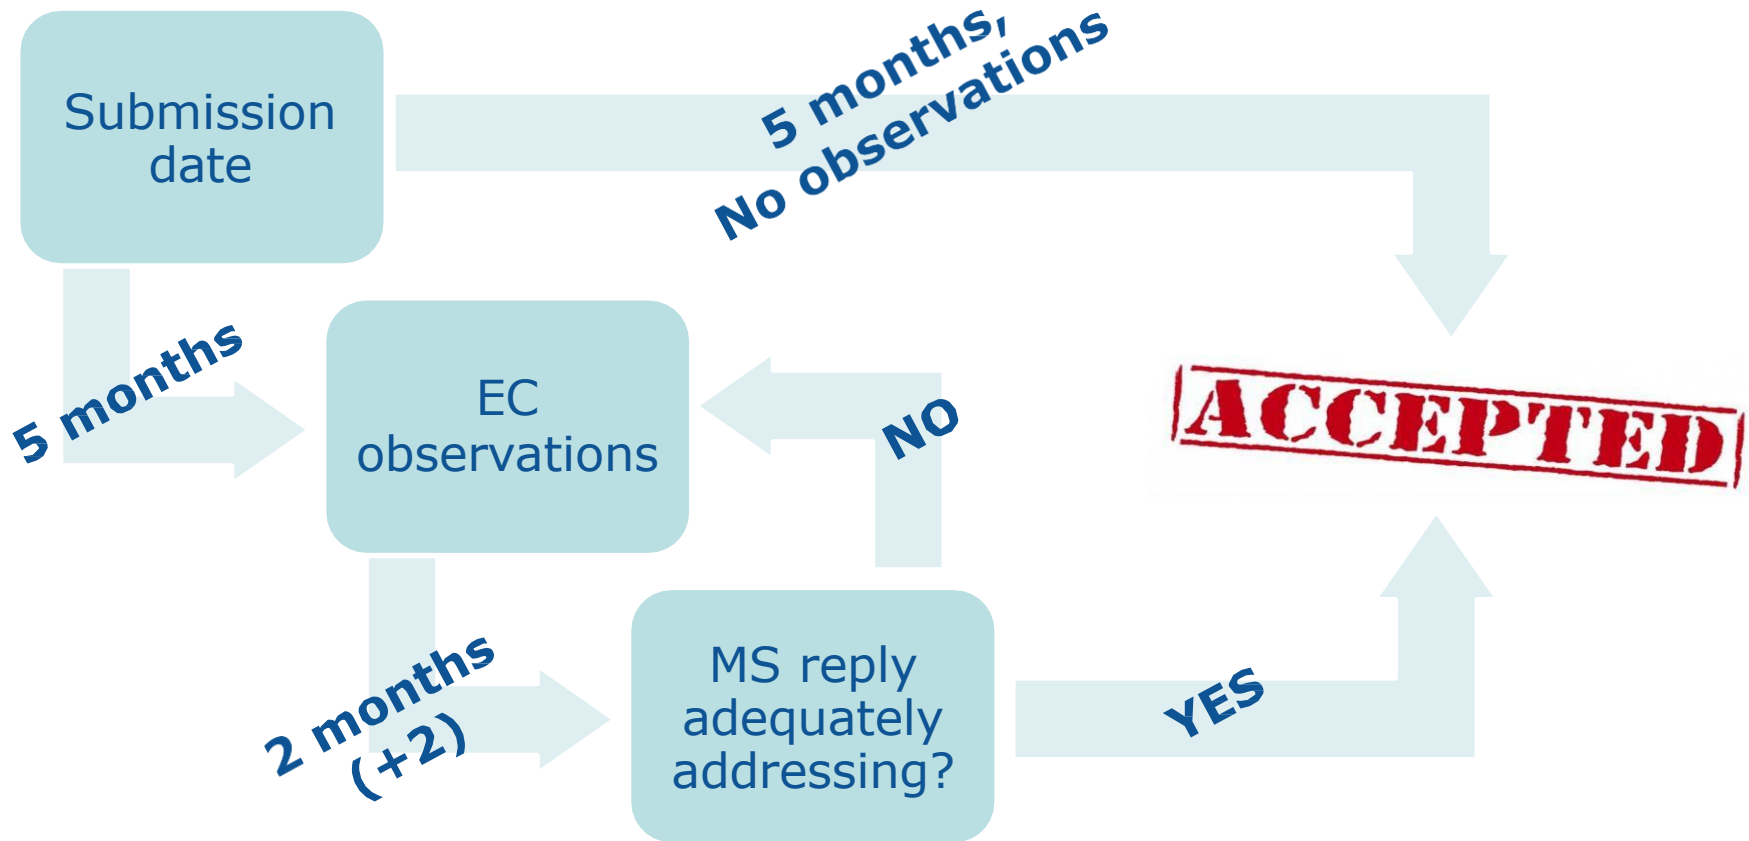 Submission
date
5 months,
No observations
5 months
EC
observations
NO
ACCEPTED
2 months
(+2)
MS reply
adequately
addressing?
YES